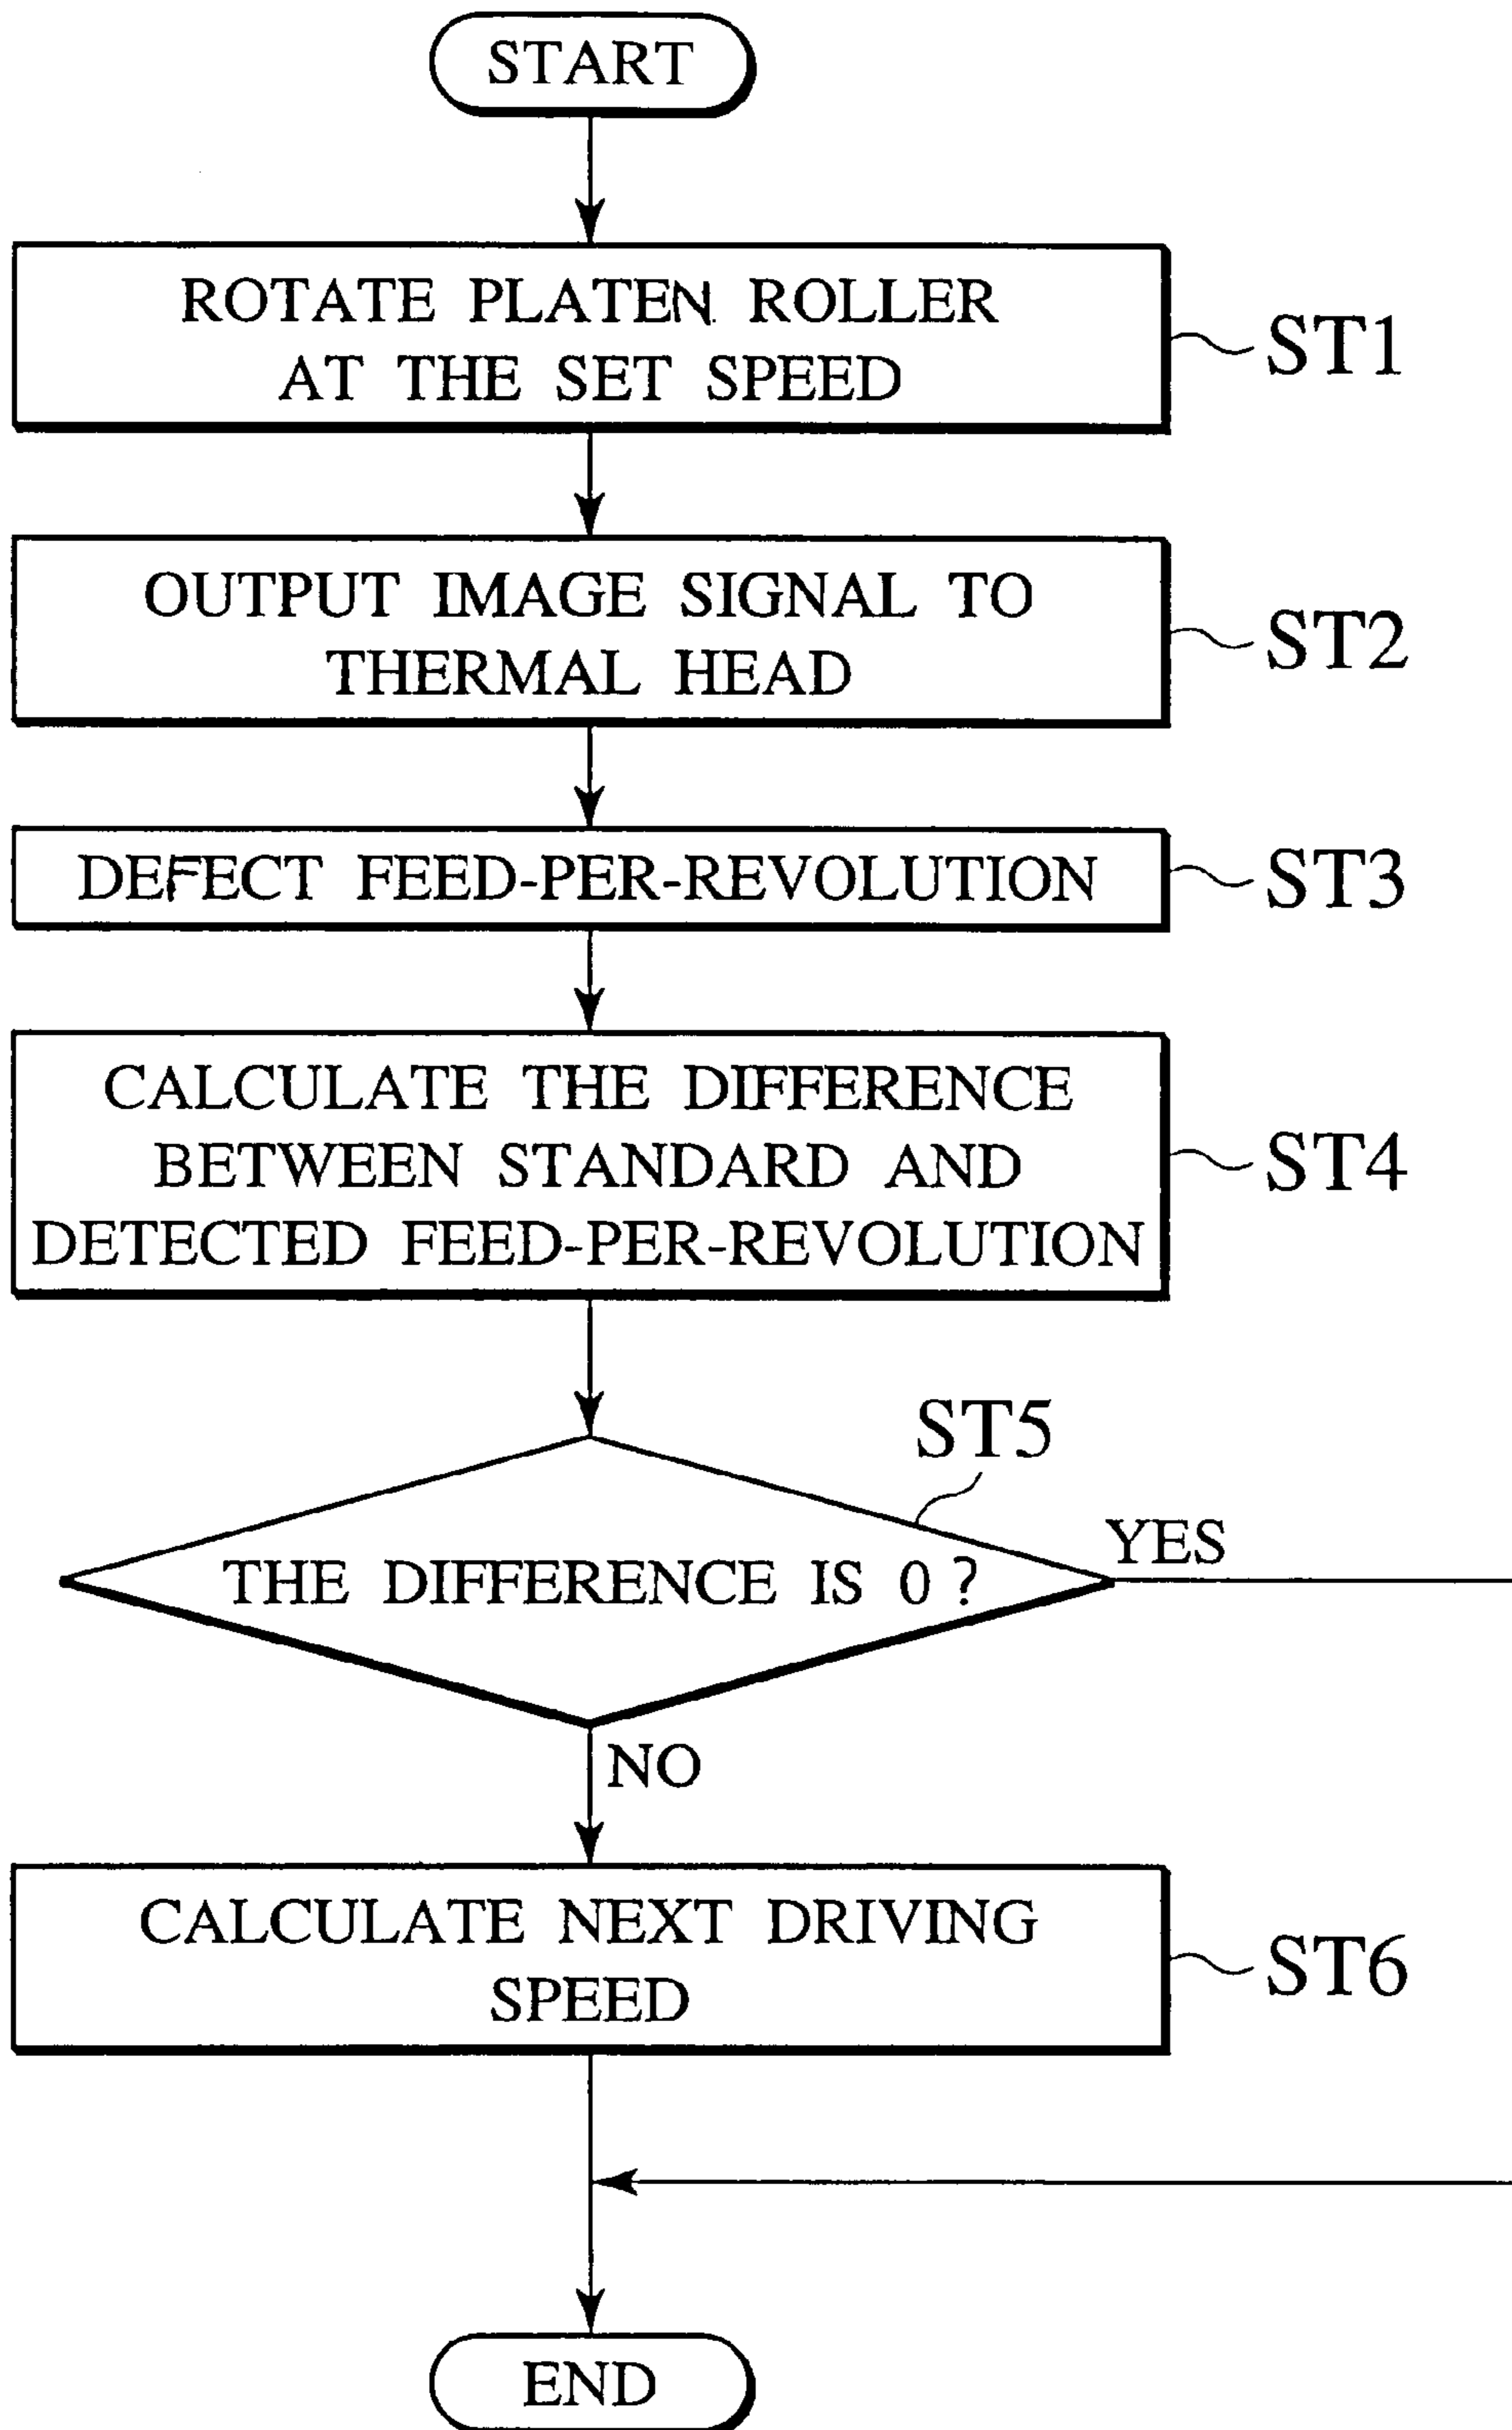 START
ROTATE PLATEN ROLLER
AT THE SET SPEED
ST1
OUTPUT IMAGE SIGNAL TO
THERMAL HEAD
ST2
DEFECT FEED-PER-REVOLUTION
ST3
CALCULATE THE DIFFERENCE
BETWEEN STANDARD AND
DETECTED FEED-PER-REVOLUTION
ST4
ST5
THE DIFFERENCE IS 0 ?
YES
NO
CALCULATE NEXT DRIVING
SPEED
ST6
END